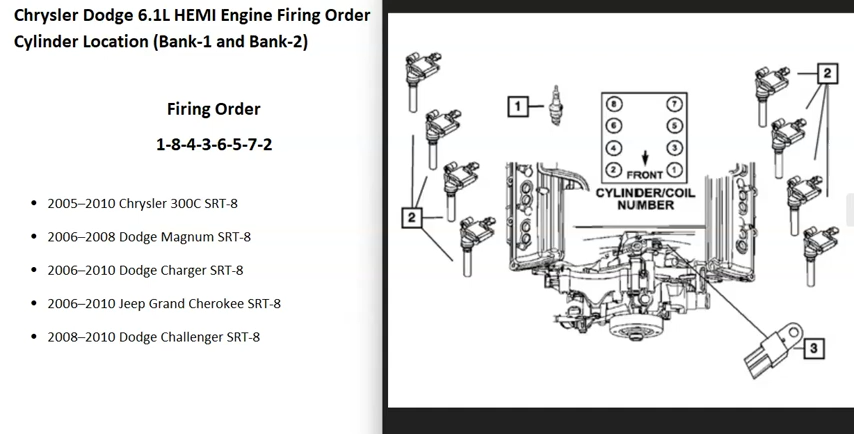 Chrysler Dodge 6.1L HEMI Engine Firing Order
Cylinder Location (Bank-1 and Bank-2)
Firing Order
1-8-4-3-6-5-7-2
• 2005–2010 Chrysler 300C SRT-8
• 2006–2008 Dodge Magnum SRT-8
• 2006–2010 Dodge Charger SRT-8
• 2006–2010 Jeep Grand Cherokee SRT-8
• 2008–2010 Dodge Challenger SRT-8
2
1
8 7
6 5
4 3
2 1
FRONT
CYLINDER/COIL
NUMBER
2
3